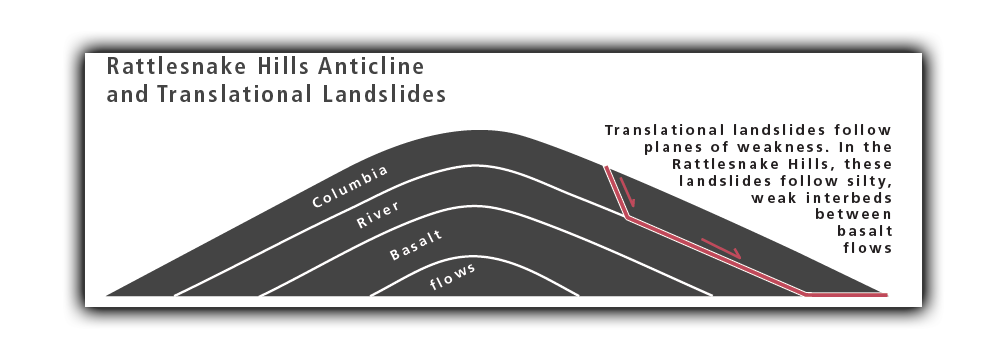 Rattlesnake Hills Anticline
and Translational Landslides
Translational landslides follow
planes of weakness. In the
Rattlesnake Hills, these
landslides follow silty,
weak interbeds
between
basalt
flows
Columbia
River
Basalt
flows